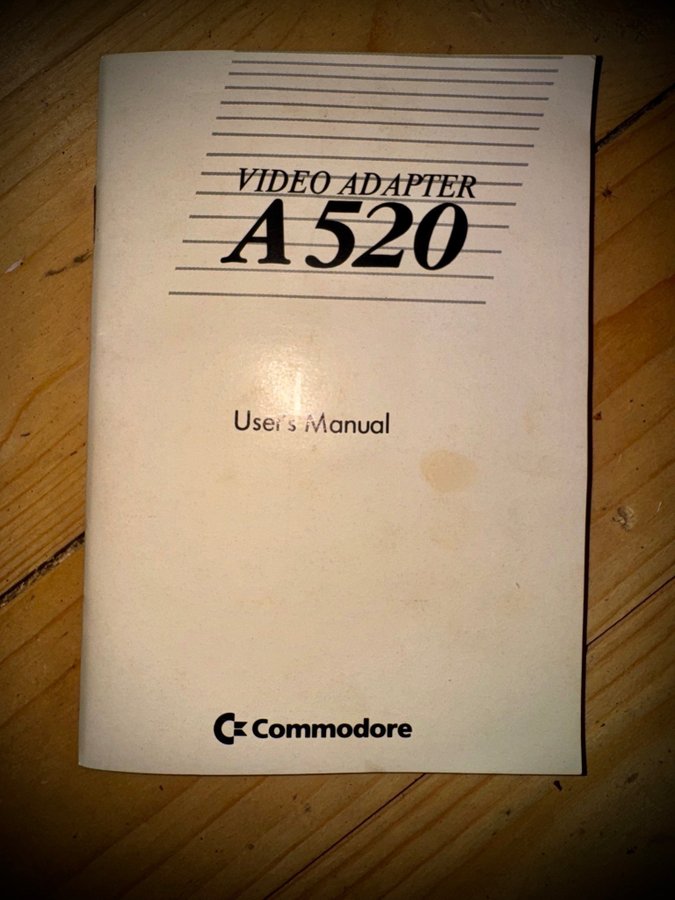 VIDEO ADAPTER
A520
User's Manual
Commodore